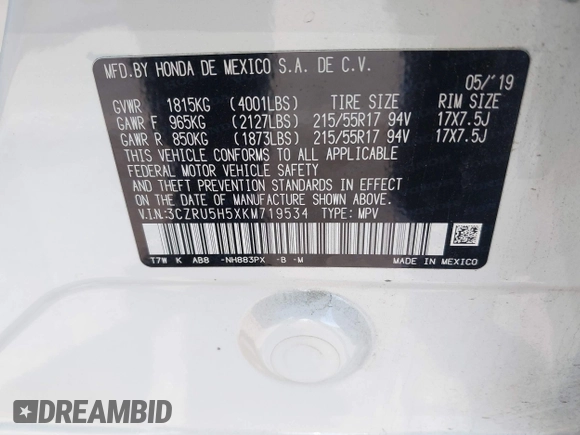 MFD.BY HONDA DE MEXICO S.A. DE C.V.
05/'19
GVWR 1815KG (4001LBS) TIRE SIZE RIM SIZE
GAWR F 965KG (2127LBS) 215/55R17 94V 17X7.5J
GAWR R 850KG (1873LBS) 215/55R17 94V 17X7.5J
THIS VEHICLE CONFORMS TO ALL APPLICABLE
FEDERAL MOTOR VEHICLE SAFETY
AND THEFT PREVENTION STANDARDS IN EFFECT
ON THE DATE OF MANUFACTURE SHOWN ABOVE.
V.I.N:3CZRU5H5XKM719534 TYPE: MPV
T7W K AB8 -NH883PX -B -M MADE IN MEXICO
DREAMBID